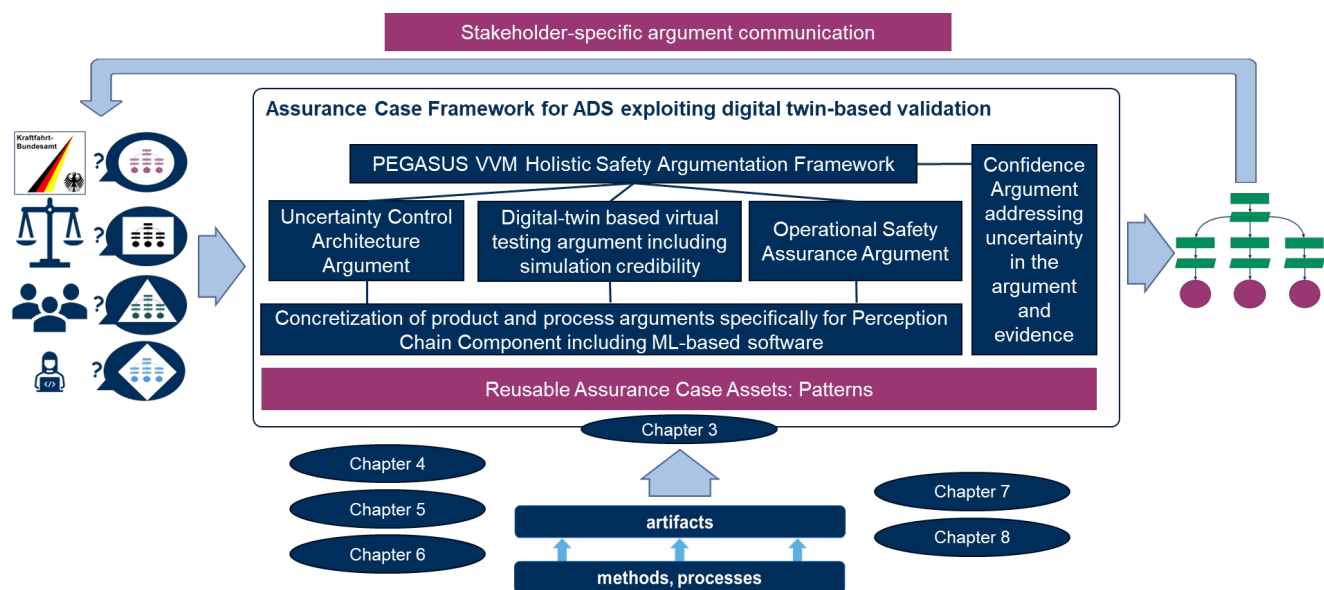 Stakeholder-specific argument communication
Assurance Case Framework for ADS exploiting digital twin-based validation
Kraftfahrt-
Bundesamt
?
?
?
?
</>
PEGASUS VVM Holistic Safety Argumentation Framework
Uncertainty Control
Architecture
Argument
Digital-twin based virtual
testing argument including
simulation credibility
Operational Safety
Assurance Argument
Confidence
Argument
addressing
uncertainty
in the
argument
and
evidence
Concretization of product and process arguments specifically for Perception
Chain Component including ML-based software
Reusable Assurance Case Assets: Patterns
Chapter 3
Chapter 4
Chapter 5
Chapter 6
Chapter 7
Chapter 8
artifacts
methods, processes